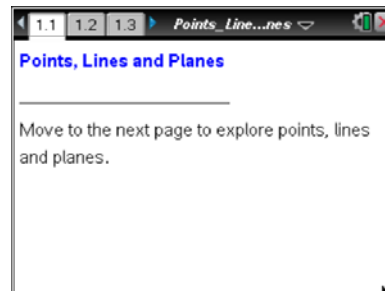 1.1 1.2 1.3 Points_Line...nes
Points, Lines and Planes
Move to the next page to explore points, lines
and planes.